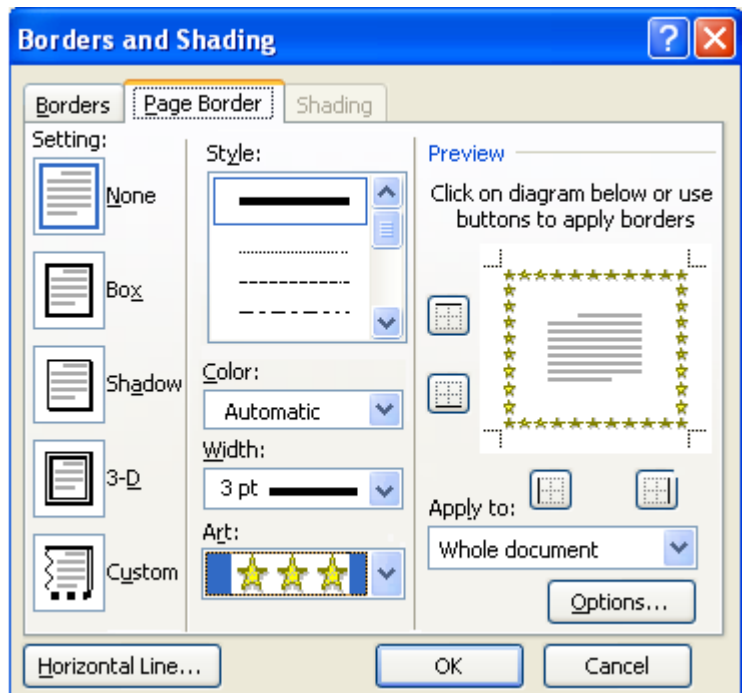 Borders and Shading
Borders
Page Border
Shading
Setting:
None
Box
Shadow
3-D
Custom
Style:
Color:
Automatic
Width:
3 pt
Art:
Preview
Click on diagram below or use
buttons to apply borders
Apply to:
Whole document
Options...
Horizontal Line...
OK
Cancel